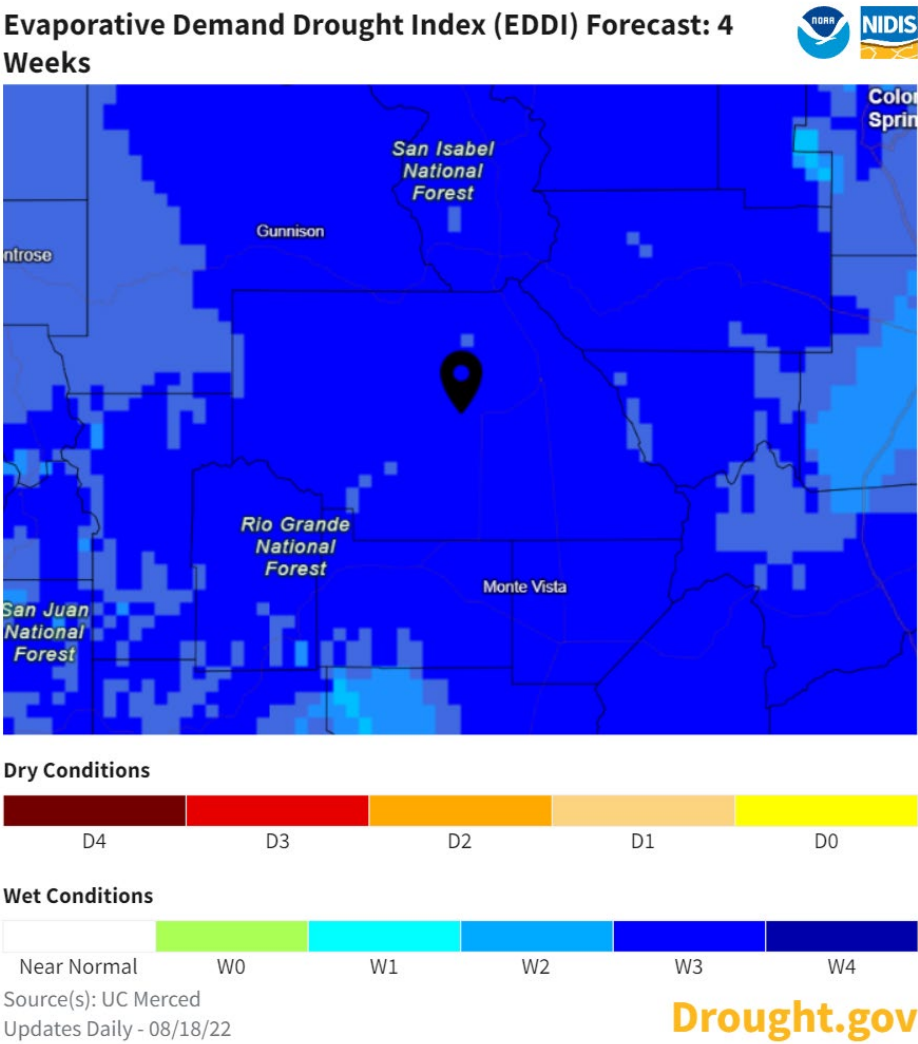 Evaporative Demand Drought Index (EDDI) Forecast: 4
Weeks
NOAA
NIDIS
Color
Sprin
San Isabel
National
Forest
Gunnison
ntrose
Rio Grande
National
Forest
Monte Vista
San Juan
National
Forest
Dry Conditions
D4 D3 D2 D1 D0
Wet Conditions
Near Normal W0 W1 W2 W3 W4
Source(s): UC Merced
Updates Daily - 08/18/22
Drought.gov